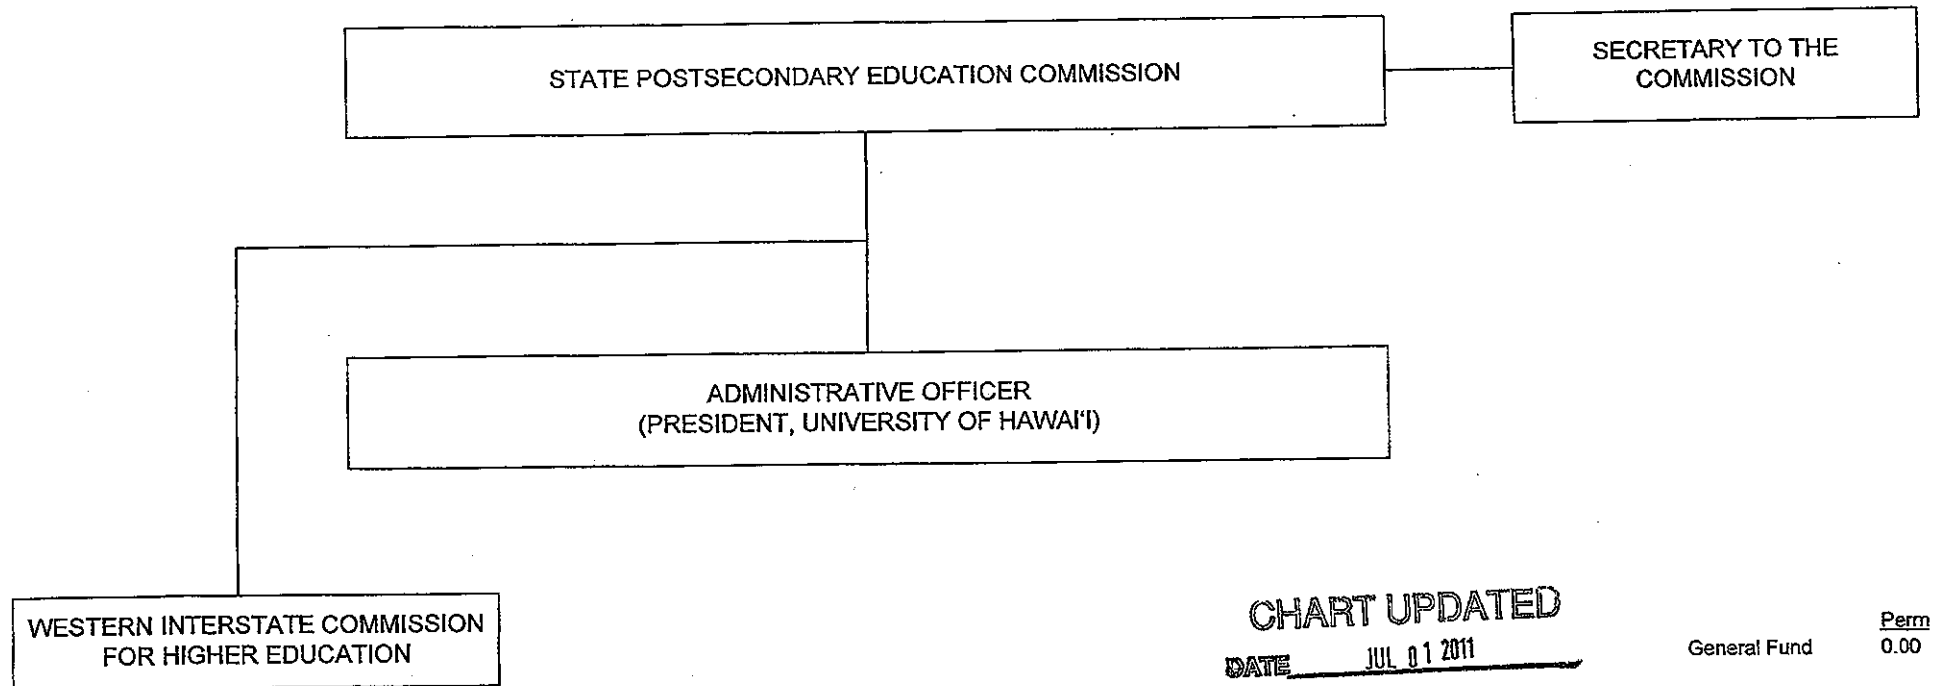 STATE POSTSECONDARY EDUCATION COMMISSION
SECRETARY TO THE
COMMISSION
ADMINISTRATIVE OFFICER
(PRESIDENT, UNIVERSITY OF HAWAIʻI)
WESTERN INTERSTATE COMMISSION
FOR HIGHER EDUCATION
CHART UPDATED
DATE JUL 01 2011
Perm
General Fund 0.00